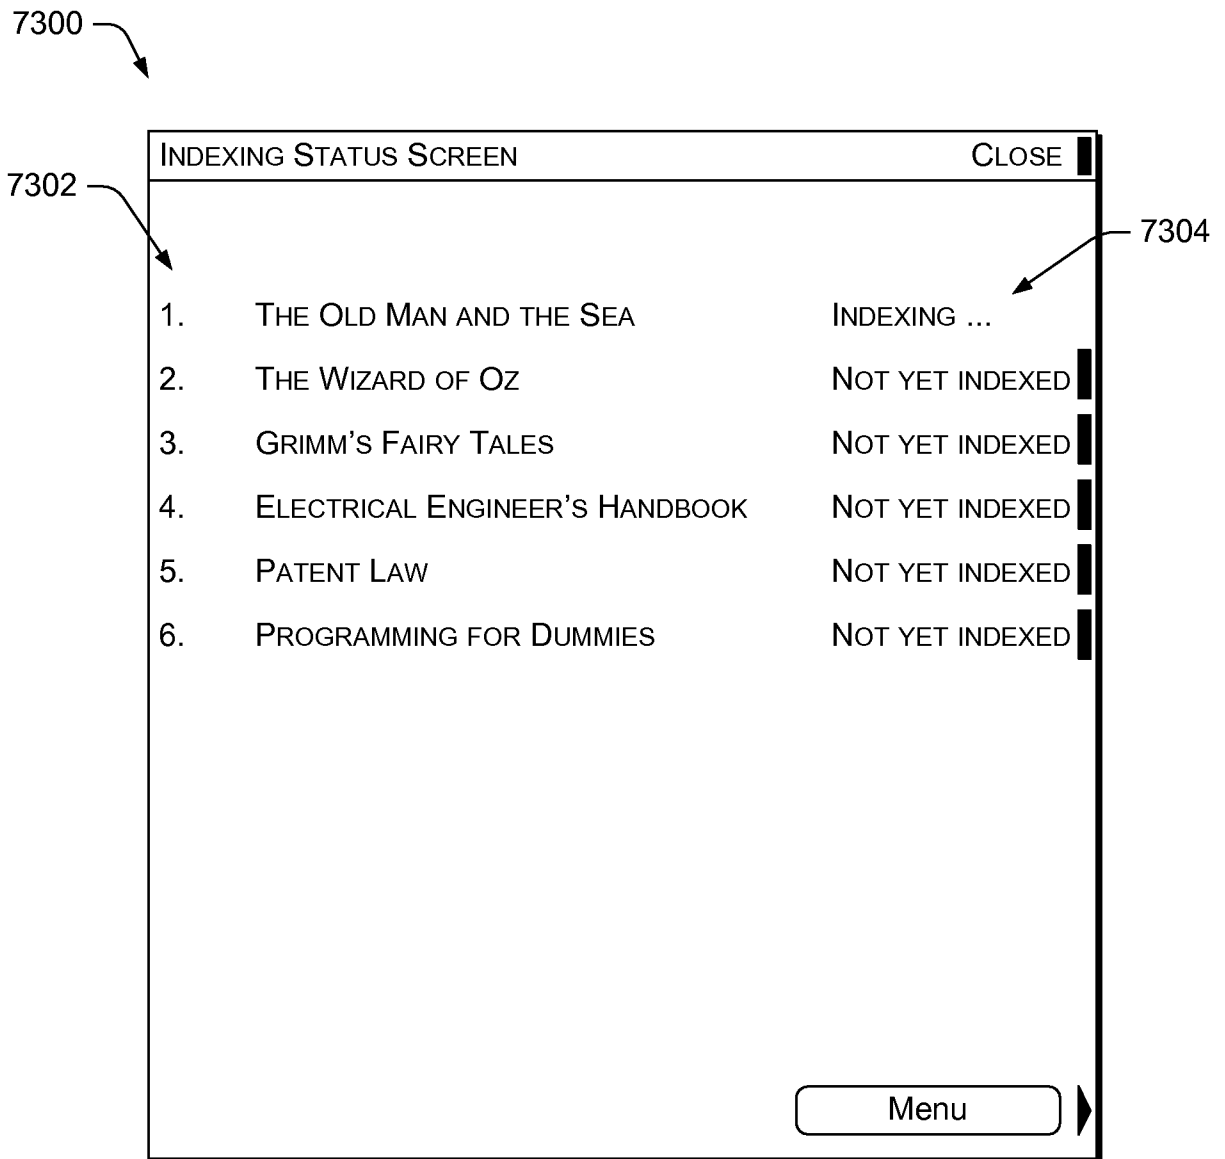 7300
INDEXING STATUS SCREEN CLOSE
7302
7304
1. THE OLD MAN AND THE SEA INDEXING ...
2. THE WIZARD OF OZ NOT YET INDEXED
3. GRIMM'S FAIRY TALES NOT YET INDEXED
4. ELECTRICAL ENGINEER'S HANDBOOK NOT YET INDEXED
5. PATENT LAW NOT YET INDEXED
6. PROGRAMMING FOR DUMMIES NOT YET INDEXED
Menu